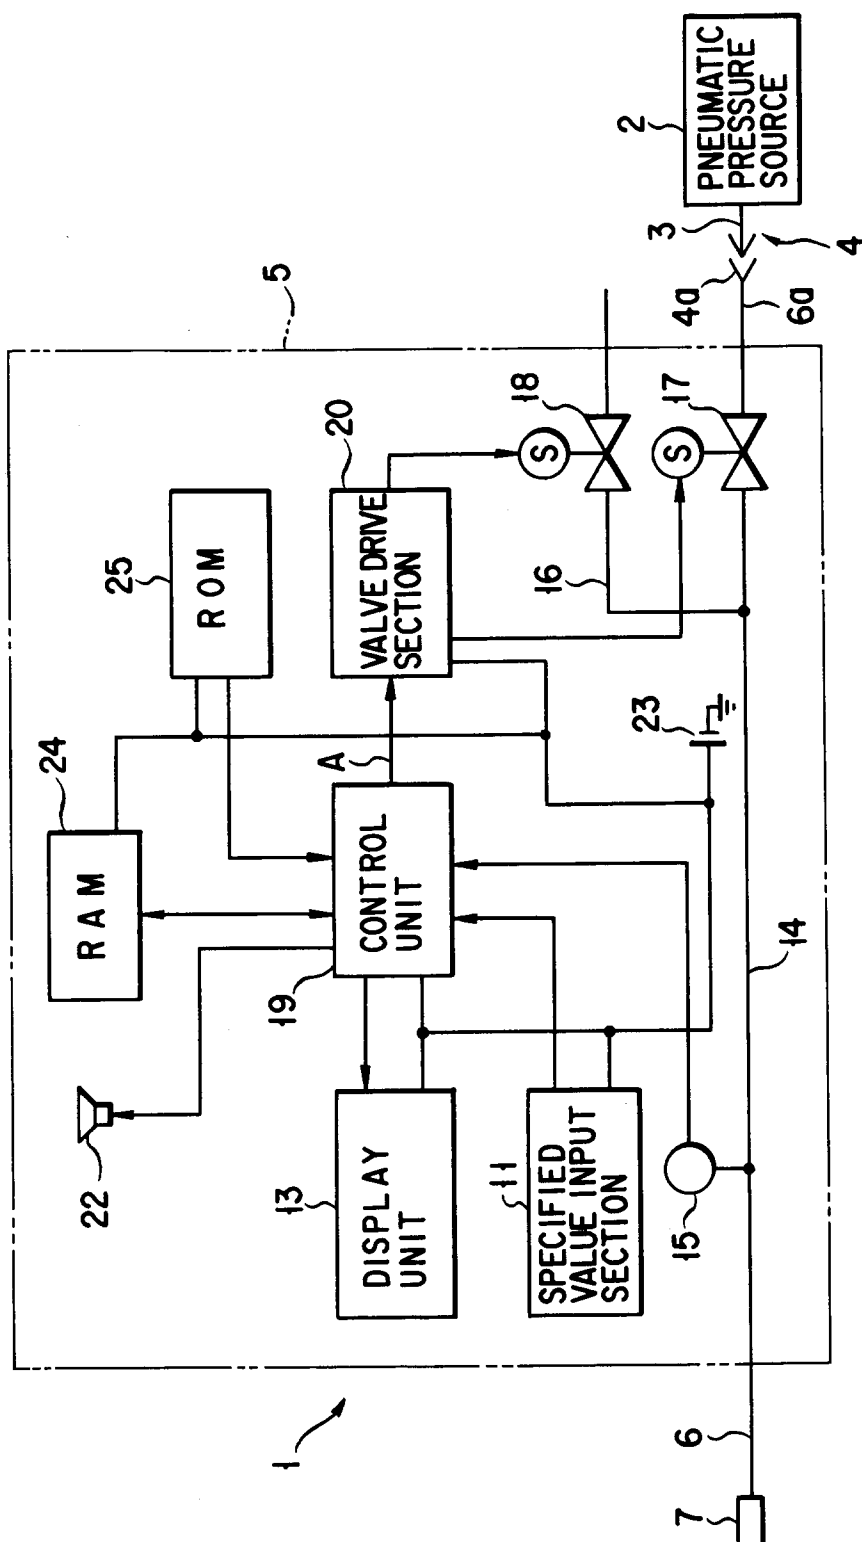 1
5
22
24
RAM
25
ROM
13
DISPLAY
UNIT
19
CONTROL
UNIT
A
20
VALVE DRIVE
SECTION
11
SPECIFIED
VALUE INPUT
SECTION
15
23
16
18
S
17
S
14
6
7
6a
4a
4
3
2
PNEUMATIC
PRESSURE
SOURCE